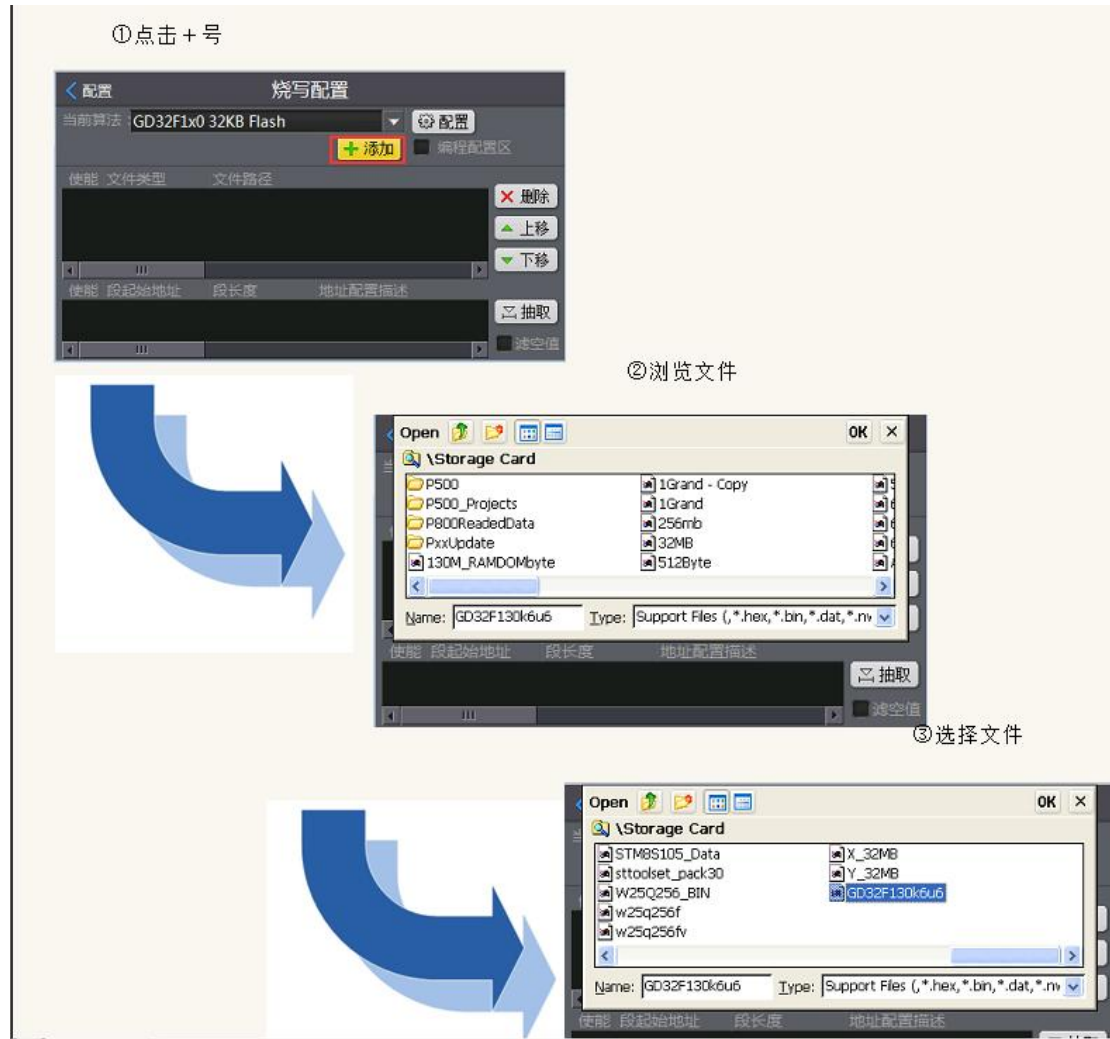 ①点击+号
配置
烧写配置
当前算法 GD32F1x0 32KB Flash 配置
添加 编程配置区
使能 文件类型 文件路径
删除
上移
下移
使能 段起始地址 段长度 地址配置描述
抽取
滤空值
②浏览文件
Open OK ×
\Storage Card
P500 1Grand - Copy
P500_Projects 1Grand
P800ReadedData 256mb
PxxUpdate 32MB
130M_RAMDOMbyte 512Byte
Name: GD32F130k6u6 Type: Support Files (,*.hex,*.bin,*.dat,*.nv
使能 段起始地址 段长度 地址配置描述
抽取
滤空值
③选择文件
Open OK ×
\Storage Card
STM8S105_Data X_32MB
sttoolset_pack30 Y_32MB
W25Q256_BIN GD32F130k6u6
w25q256f
w25q256fv
Name: GD32F130k6u6 Type: Support Files (,*.hex,*.bin,*.dat,*.nv
使能 段起始地址 段长度 地址配置描述